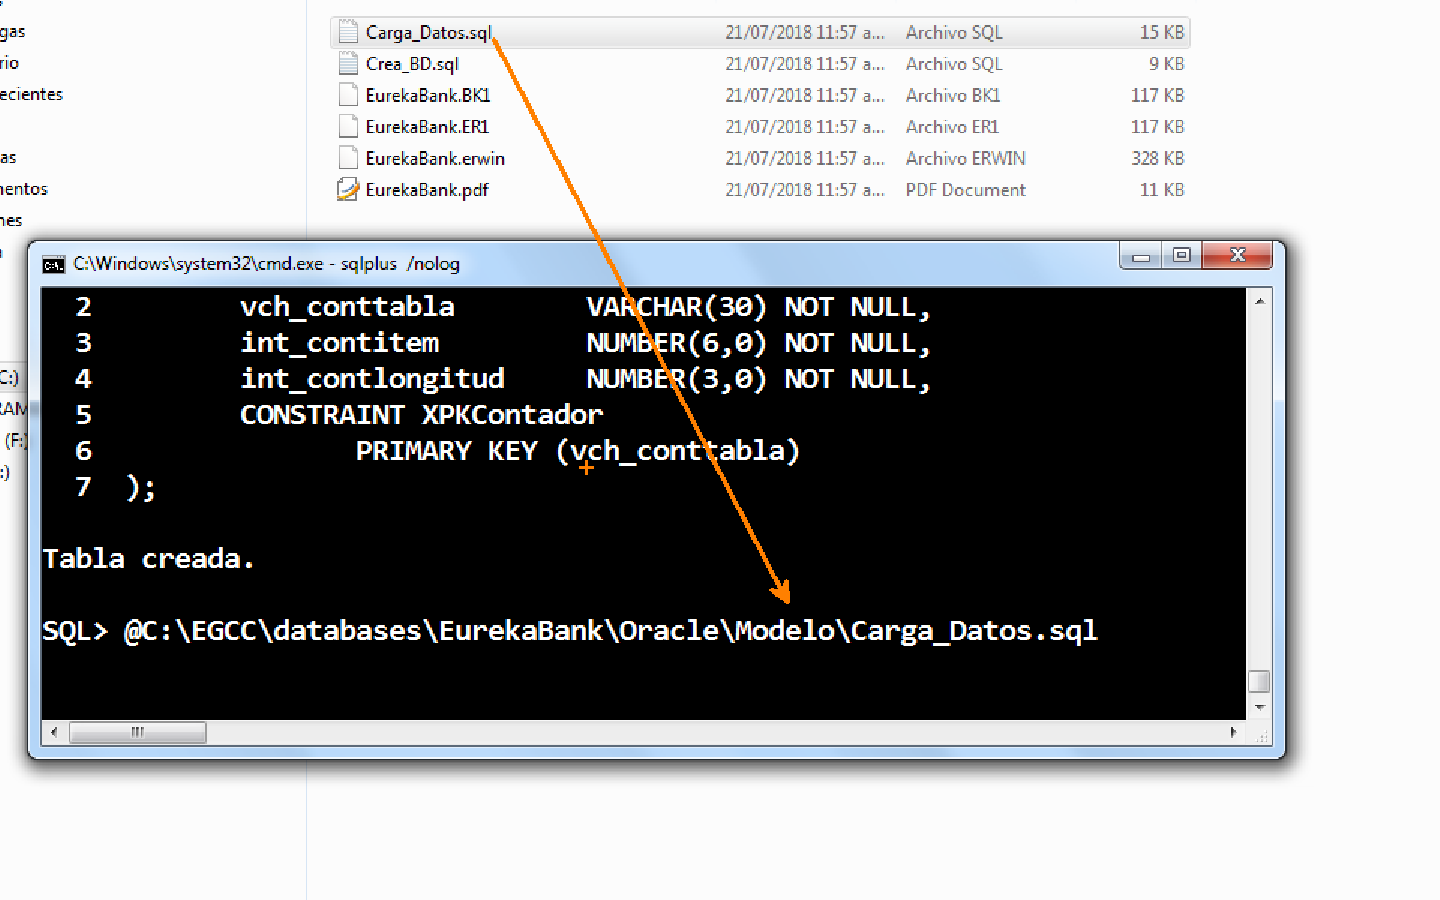 gas
rio
ecientes
as
nentos
nes
C:)
RAM
(F:)
:)
Carga_Datos.sql 21/07/2018 11:57 a... Archivo SQL 15 KB
Crea_BD.sql 21/07/2018 11:57 a... Archivo SQL 9 KB
EurekaBank.BK1 21/07/2018 11:57 a... Archivo BK1 117 KB
EurekaBank.ER1 21/07/2018 11:57 a... Archivo ER1 117 KB
EurekaBank.erwin 21/07/2018 11:57 a... Archivo ERWIN 328 KB
EurekaBank.pdf 21/07/2018 11:57 a... PDF Document 11 KB
C:\Windows\system32\cmd.exe - sqlplus /nolog
2 vch_conttabla VARCHAR(30) NOT NULL,
3 int_contitem NUMBER(6,0) NOT NULL,
4 int_contlongitud NUMBER(3,0) NOT NULL,
5 CONSTRAINT XPKContador
6 PRIMARY KEY (vch_conttabla)
7 );
Tabla creada.
SQL> @C:\EGCC\databases\EurekaBank\Oracle\Modelo\Carga_Datos.sql